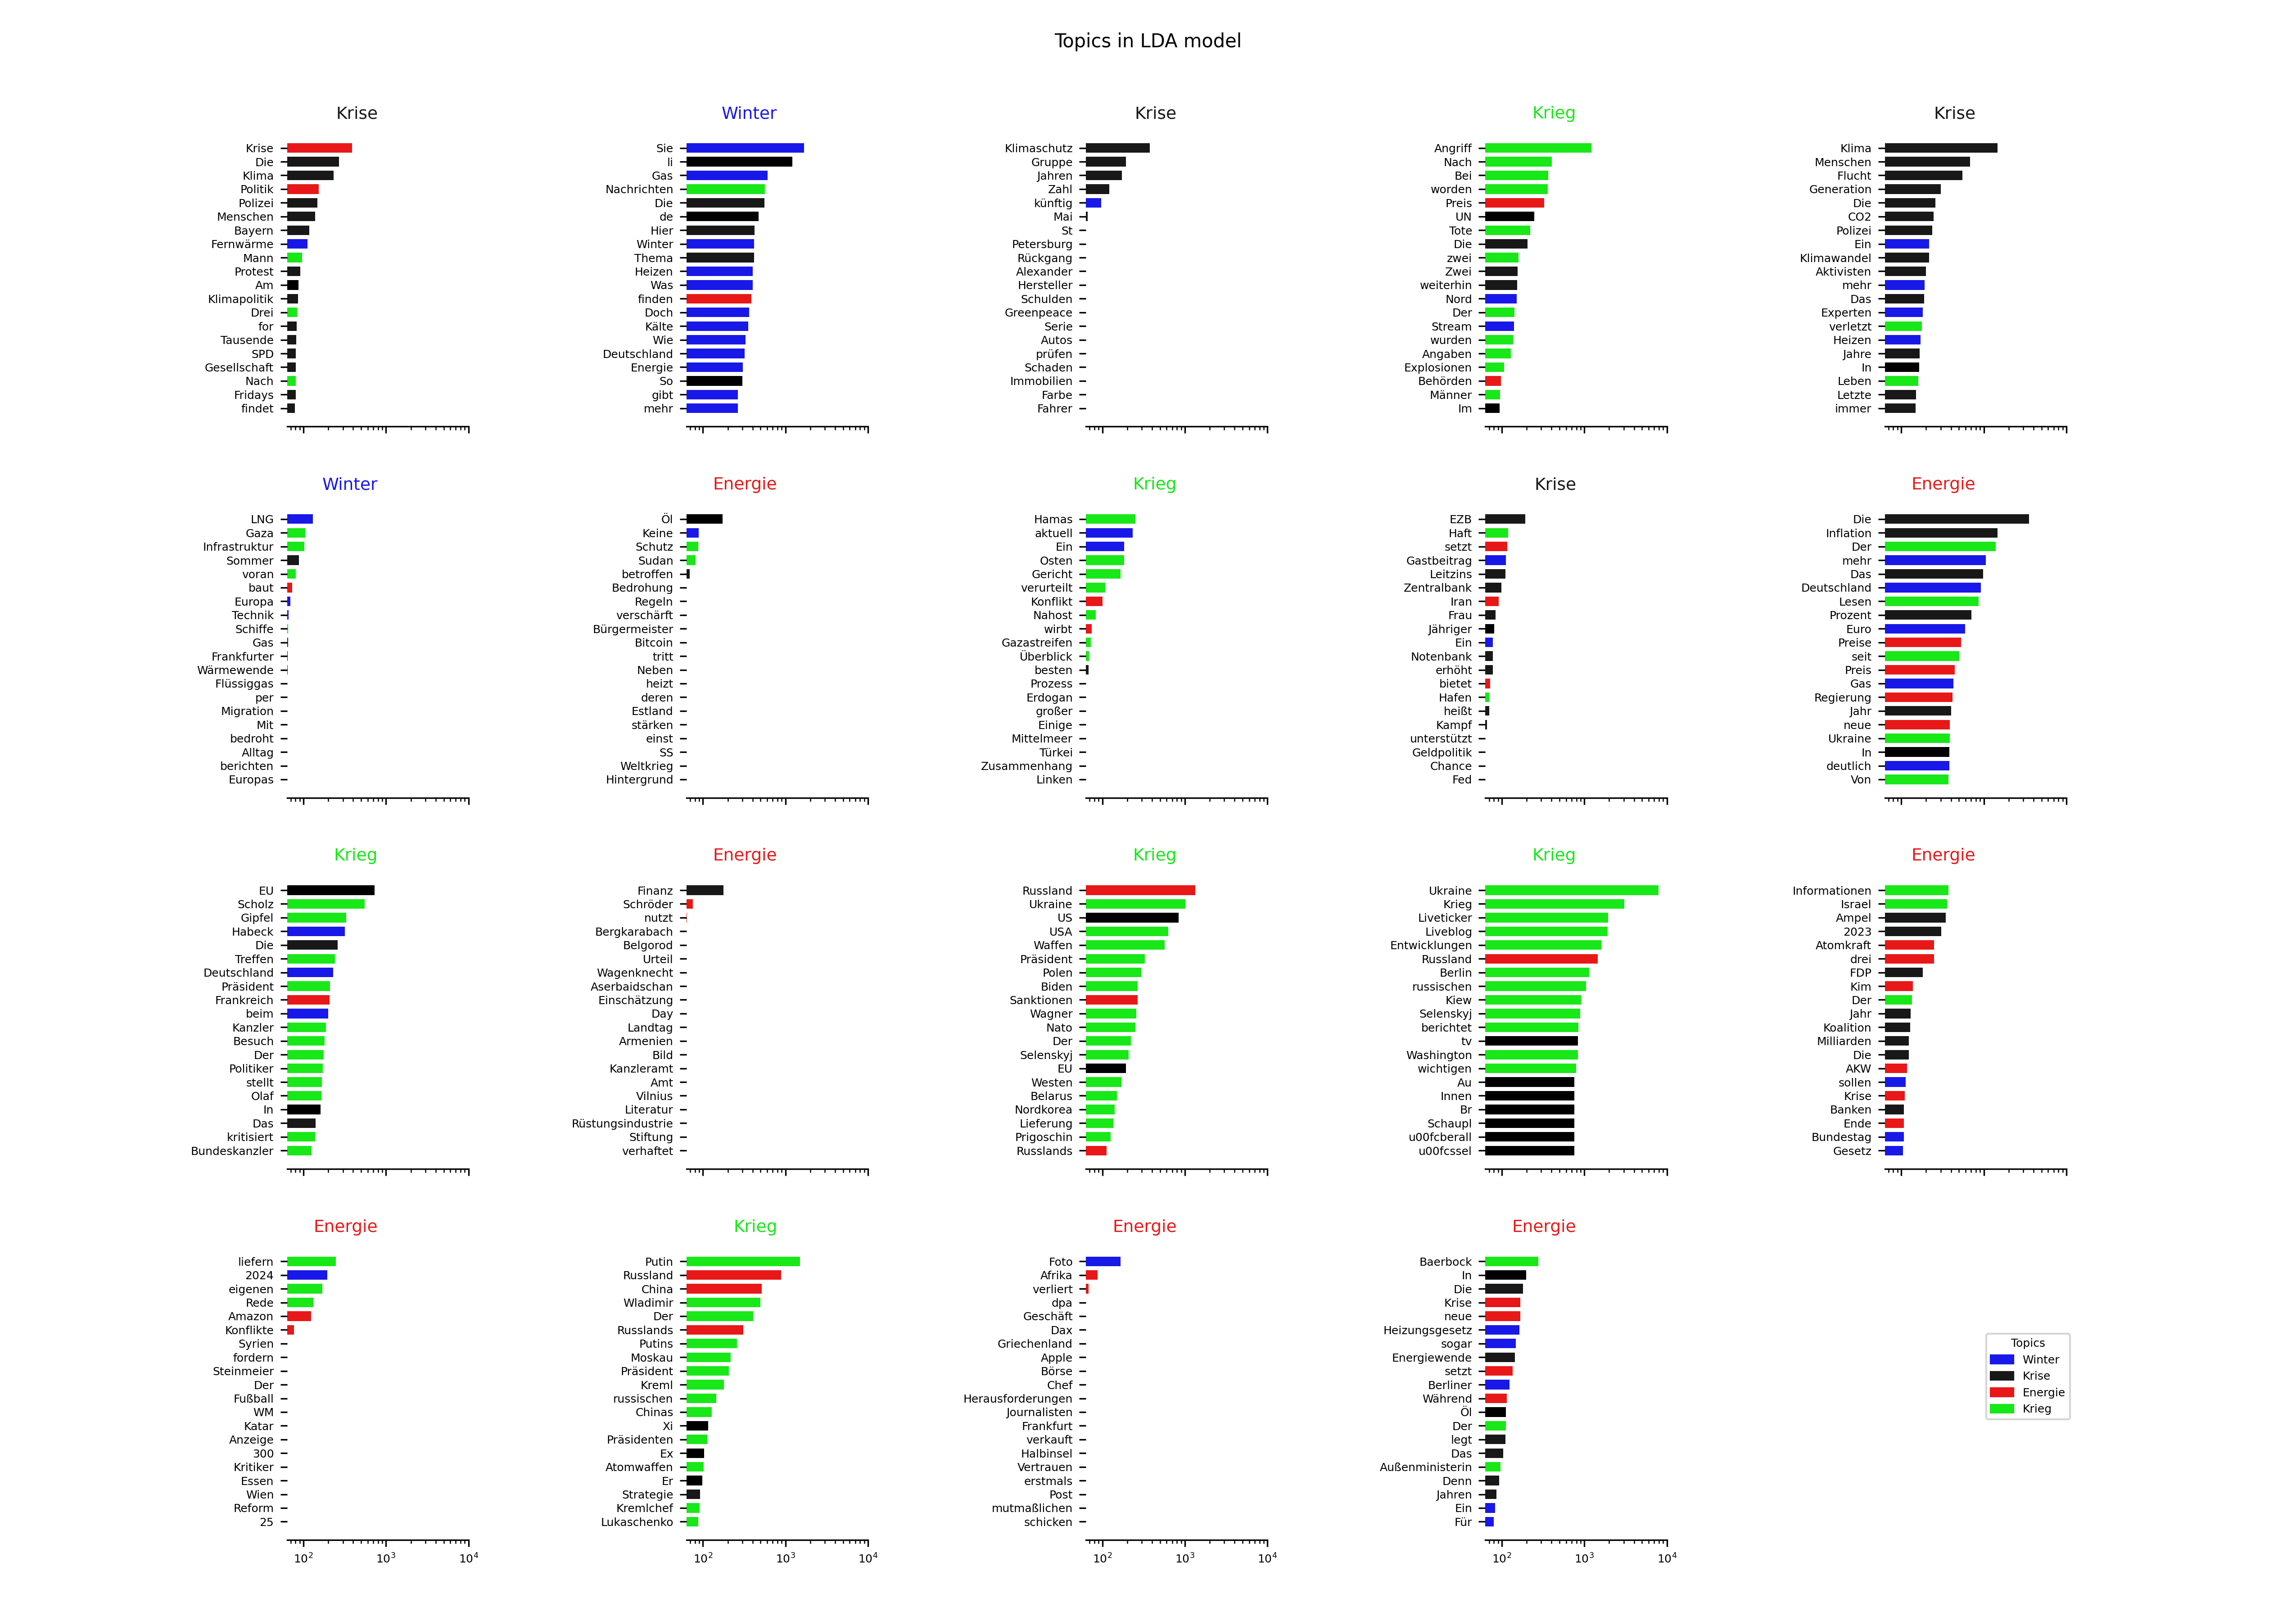 Topics in LDA model
Krise
Krise
Die
Klima
Politik
Polizei
Menschen
Bayern
Fernwärme
Mann
Protest
Am
Klimapolitik
Drei
for
Tausende
SPD
Gesellschaft
Nach
Fridays
findet
Winter
Sie
li
Gas
Nachrichten
Die
de
Hier
Winter
Thema
Heizen
Was
finden
Doch
Kälte
Wie
Deutschland
Energie
So
gibt
mehr
Krise
Klimaschutz
Gruppe
Jahren
Zahl
künftig
Mai
St
Petersburg
Rückgang
Alexander
Hersteller
Schulden
Greenpeace
Serie
Autos
prüfen
Schaden
Immobilien
Farbe
Fahrer
Krieg
Angriff
Nach
Bei
worden
Preis
UN
Tote
Die
zwei
Zwei
weiterhin
Nord
Der
Stream
wurden
Angaben
Explosionen
Behörden
Männer
Im
Krise
Klima
Menschen
Flucht
Generation
Die
CO2
Polizei
Ein
Klimawandel
Aktivisten
mehr
Das
Experten
verletzt
Heizen
Jahre
In
Leben
Letzte
immer
Winter
LNG
Gaza
Infrastruktur
Sommer
voran
baut
Europa
Technik
Schiffe
Gas
Frankfurter
Wärmewende
Flüssiggas
per
Migration
Mit
bedroht
Alltag
berichten
Europas
Energie
Öl
Keine
Schutz
Sudan
betroffen
Bedrohung
Regeln
verschärft
Bürgermeister
Bitcoin
tritt
Neben
heizt
deren
Estland
stärken
einst
SS
Weltkrieg
Hintergrund
Krieg
Hamas
aktuell
Ein
Osten
Gericht
verurteilt
Konflikt
Nahost
wirbt
Gazastreifen
Überblick
besten
Prozess
Erdogan
großer
Einige
Mittelmeer
Türkei
Zusammenhang
Linken
Krise
EZB
Haft
setzt
Gastbeitrag
Leitzins
Zentralbank
Iran
Frau
Jähriger
Ein
Notenbank
erhöht
bietet
Hafen
heißt
Kampf
unterstützt
Geldpolitik
Chance
Fed
Energie
Die
Inflation
Der
mehr
Das
Deutschland
Lesen
Prozent
Euro
Preise
seit
Preis
Gas
Regierung
Jahr
neue
Ukraine
In
deutlich
Von
Krieg
EU
Scholz
Gipfel
Habeck
Die
Treffen
Deutschland
Präsident
Frankreich
beim
Kanzler
Besuch
Der
Politiker
stellt
Olaf
In
Das
kritisiert
Bundeskanzler
Energie
Finanz
Schröder
nutzt
Bergkarabach
Belgorod
Urteil
Wagenknecht
Aserbaidschan
Einschätzung
Day
Landtag
Armenien
Bild
Kanzleramt
Amt
Vilnius
Literatur
Rüstungsindustrie
Stiftung
verhaftet
Krieg
Russland
Ukraine
US
USA
Waffen
Präsident
Polen
Biden
Sanktionen
Wagner
Nato
Der
Selenskyj
EU
Westen
Belarus
Nordkorea
Lieferung
Prigoschin
Russlands
Krieg
Ukraine
Krieg
Liveticker
Liveblog
Entwicklungen
Russland
Berlin
russischen
Kiew
Selenskyj
berichtet
tv
Washington
wichtigen
Au
Innen
Br
Schaupl
u00fcberall
u00fcssel
Energie
Informationen
Israel
Ampel
2023
Atomkraft
drei
FDP
Kim
Der
Jahr
Koalition
Milliarden
Die
AKW
sollen
Krise
Banken
Ende
Bundestag
Gesetz
Energie
liefern
2024
eigenen
Rede
Amazon
Konflikte
Syrien
fordern
Steinmeier
Der
Fußball
WM
Katar
Anzeige
300
Kritiker
Essen
Wien
Reform
25
10² 10³ 10⁴
Krieg
Putin
Russland
China
Wladimir
Der
Russlands
Putins
Moskau
Präsident
Kreml
russischen
Chinas
Xi
Präsidenten
Ex
Atomwaffen
Er
Strategie
Kremlchef
Lukaschenko
10² 10³ 10⁴
Energie
Foto
Afrika
verliert
dpa
Geschäft
Dax
Griechenland
Apple
Börse
Chef
Herausforderungen
Journalisten
Frankfurt
verkauft
Halbinsel
Vertrauen
erstmals
Post
mutmaßlichen
schicken
10² 10³ 10⁴
Energie
Baerbock
In
Die
Krise
neue
Heizungsgesetz
sogar
Energiewende
setzt
Berliner
Während
Öl
Der
legt
Das
Außenministerin
Denn
Jahren
Ein
Für
10² 10³ 10⁴
Topics
Winter
Krise
Energie
Krieg